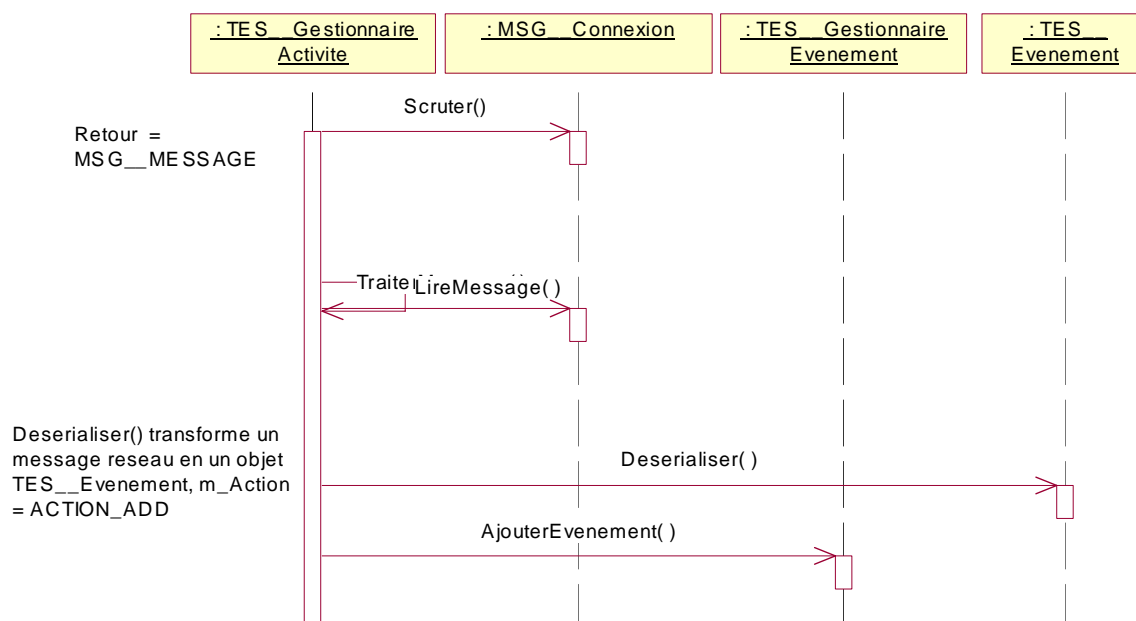 : TES__Gestionnaire
Activite
: MSG__Connexion
: TES__Gestionnaire
Evenement
: TES__
Evenement
Scruter()
Retour =
MSG__MESSAGE
LireMessage( )
Deserialiser() transforme un
message reseau en un objet
TES__Evenement, m_Action
= ACTION_ADD
Deserialiser( )
AjouterEvenement( )